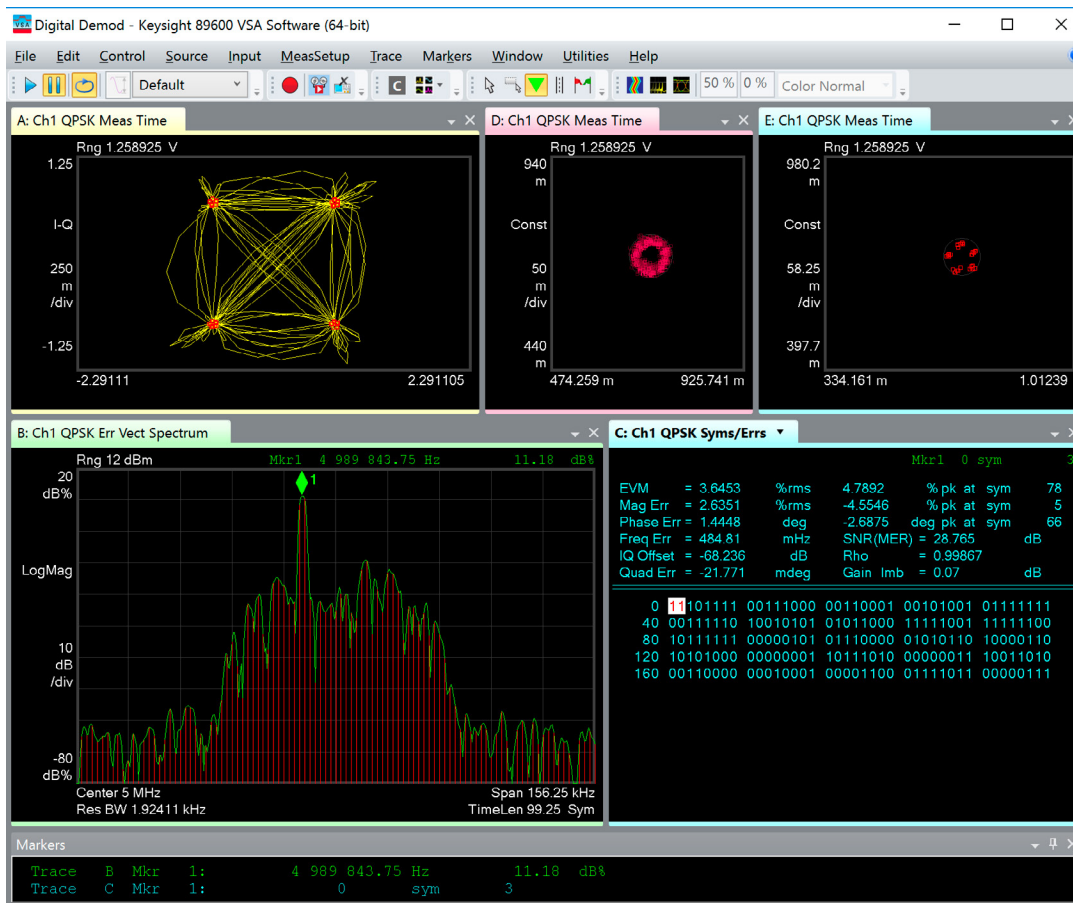 VSA Digital Demod - Keysight 89600 VSA Software (64-bit)
File Edit Control Source Input MeasSetup Trace Markers Window Utilities Help
Default C 50 % 0 % Color Normal
A: Ch1 QPSK Meas Time
Rng 1.258925 V
1.25
I-Q
250
m
/div
-1.25
-2.29111 2.291105
D: Ch1 QPSK Meas Time
Rng 1.258925 V
940
m
Const
50
m
/div
440
m
474.259 m 925.741 m
E: Ch1 QPSK Meas Time
Rng 1.258925 V
980.2
m
Const
58.25
m
/div
397.7
m
334.161 m 1.01239
B: Ch1 QPSK Err Vect Spectrum
Rng 12 dBm Mkr1 4 989 843.75 Hz 11.18 dB%
20
dB%
1
LogMag
10
dB
/div
-80
dB%
Center 5 MHz Span 156.25 kHz
Res BW 1.92411 kHz TimeLen 99.25 Sym
C: Ch1 QPSK Syms/Errs
Mkr1 0 sym 3
EVM = 3.6453 %rms 4.7892 % pk at sym 78
Mag Err = 2.6351 %rms -4.5546 % pk at sym 5
Phase Err = 1.4448 deg -2.6875 deg pk at sym 66
Freq Err = 484.81 mHz SNR(MER) = 28.765 dB
IQ Offset = -68.236 dB Rho = 0.99867
Quad Err = -21.771 mdeg Gain Imb = 0.07 dB
0 11101111 00111000 00110001 00101001 01111111
40 00111110 10010101 01011000 11111001 11111100
80 10111111 00000101 01110000 01010110 10000110
120 10101000 00000001 10111010 00000011 10011010
160 00110000 00010001 00001100 01111011 00000111
Markers
Trace B Mkr 1: 4 989 843.75 Hz 11.18 dB%
Trace C Mkr 1: 0 sym 3